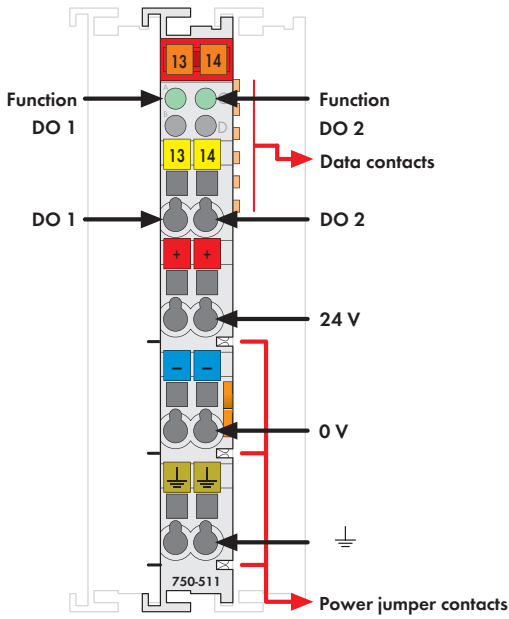 13 14
Function
DO 1
A C
Function
DO 2
B D
13 14
Data contacts
DO 1
DO 2
+ +
24 V
– –
0 V
750-511
Power jumper contacts